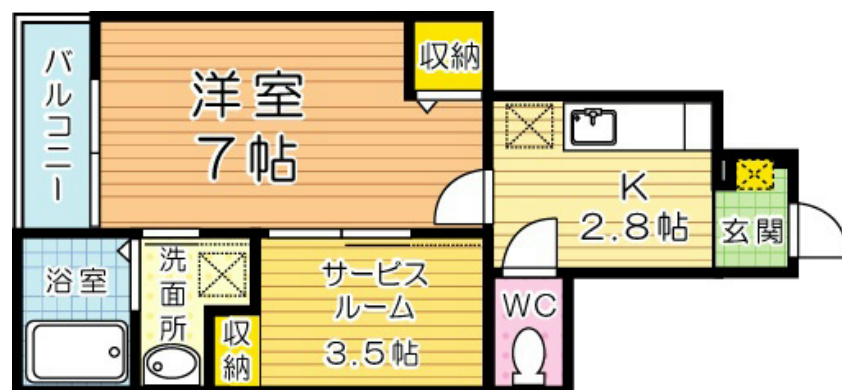 バルコニー
洋室
7帖
収納
K
2.8帖
玄関
浴室
洗面所
収納
サービス
ルーム
3.5帖
WC